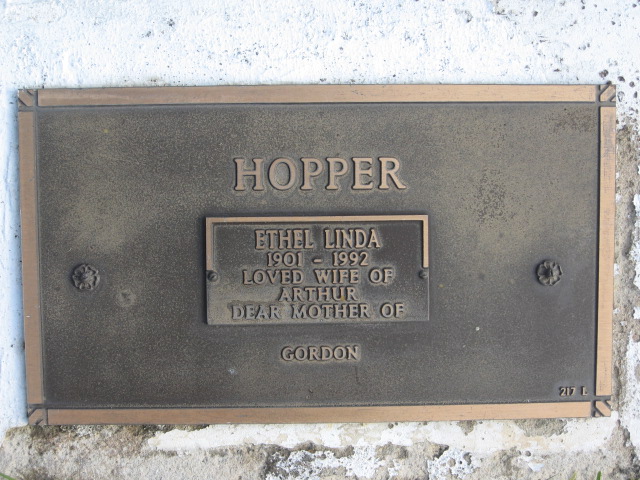 HOPPER
ETHEL LINDA
1901 - 1992
LOVED WIFE OF
ARTHUR
DEAR MOTHER OF
GORDON
217 L